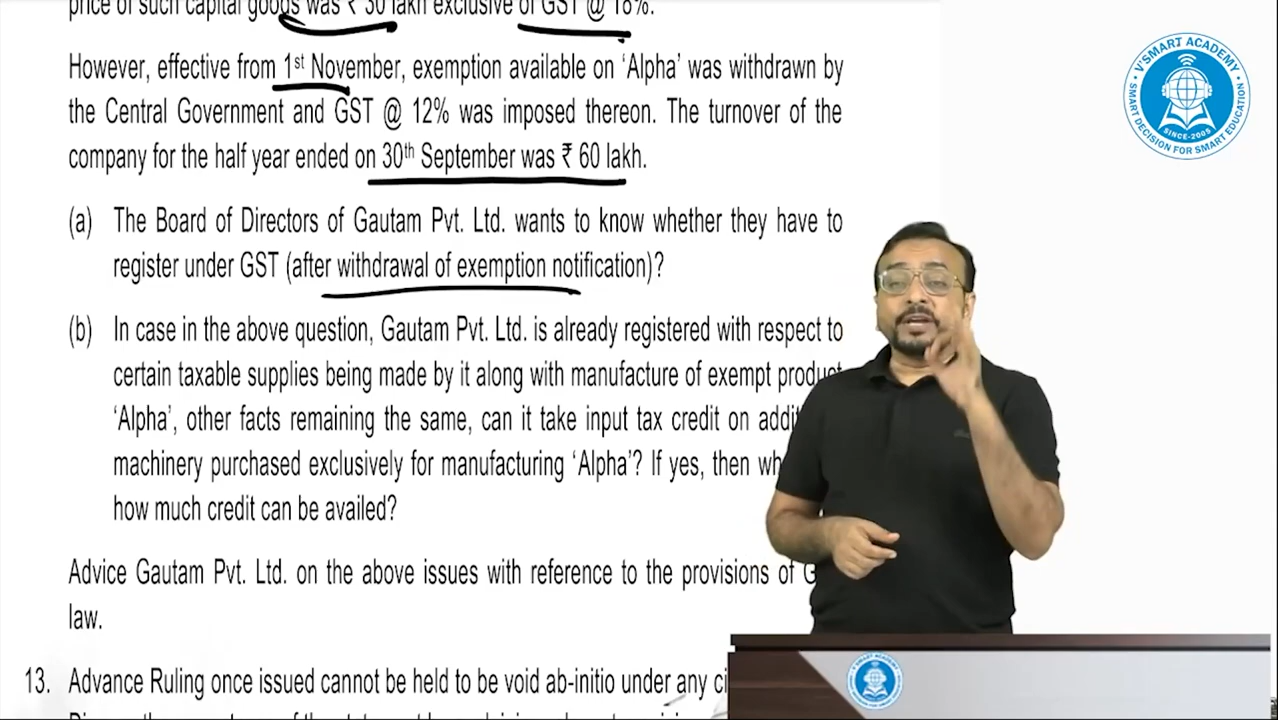 price of such capital goods was ₹ 30 lakh exclusive of GST @ 18%.
However, effective from 1st November, exemption available on ‘Alpha’ was withdrawn by
the Central Government and GST @ 12% was imposed thereon. The turnover of the
company for the half year ended on 30th September was ₹ 60 lakh.
(a) The Board of Directors of Gautam Pvt. Ltd. wants to know whether they have to
register under GST (after withdrawal of exemption notification)?
(b) In case in the above question, Gautam Pvt. Ltd. is already registered with respect to
certain taxable supplies being made by it along with manufacture of exempt product
‘Alpha’, other facts remaining the same, can it take input tax credit on
machinery purchased exclusively for manufacturing ‘Alpha’? If yes, then
how much credit can be availed?
Advice Gautam Pvt. Ltd. on the above issues with reference to the provisions of
law.
13. Advance Ruling once issued cannot be held to be void ab-initio under any
V'SMART ACADEMY
SINCE-2005
SMART DECISION FOR SMART EDUCATION